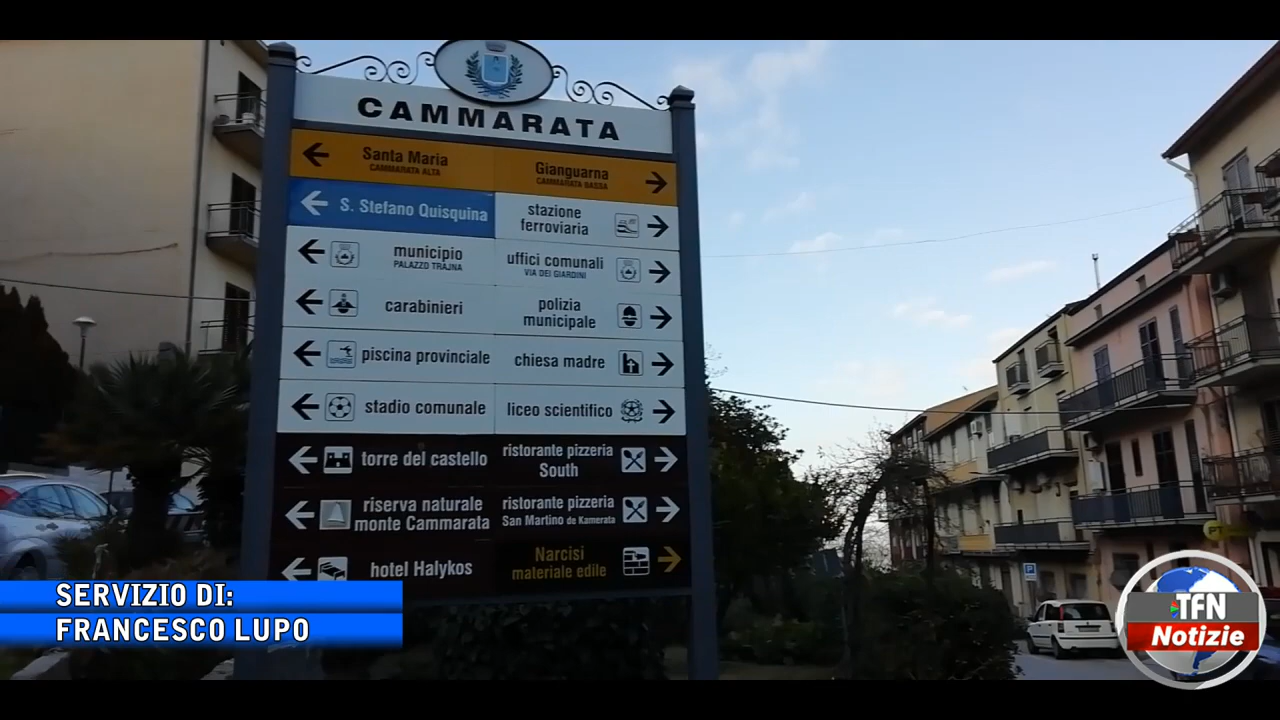 CAMMARATA
Santa Maria
CAMMARATA ALTA
Gianguarna
CAMMARATA BASSA
S. Stefano Quisquina
stazione
ferroviaria
municipio
PALAZZO TRAJNA
uffici comunali
VIA DEI GIARDINI
carabinieri
polizia
municipale
piscina provinciale
chiesa madre
stadio comunale
liceo scientifico
torre del castello
ristorante pizzeria
South
riserva naturale
monte Cammarata
ristorante pizzeria
San Martino de Kamerata
hotel Halykos
Narcisi
materiale edile
P
PT
SERVIZIO DI:
FRANCESCO LUPO
TFN
Notizie